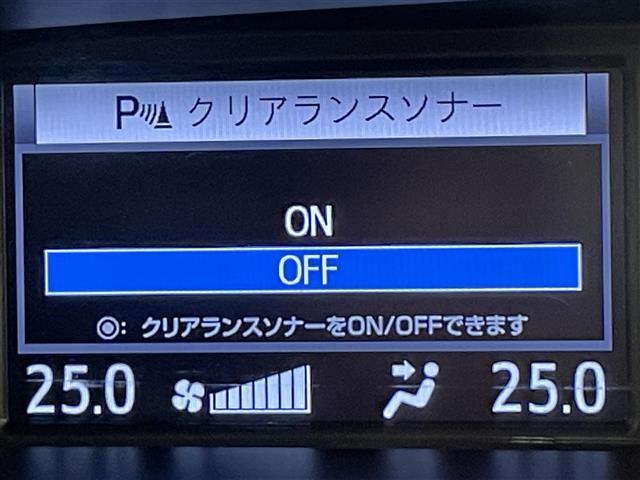 P クリアランスソナー
ON
OFF
◎: クリアランスソナーをON/OFFできます
25.0 25.0